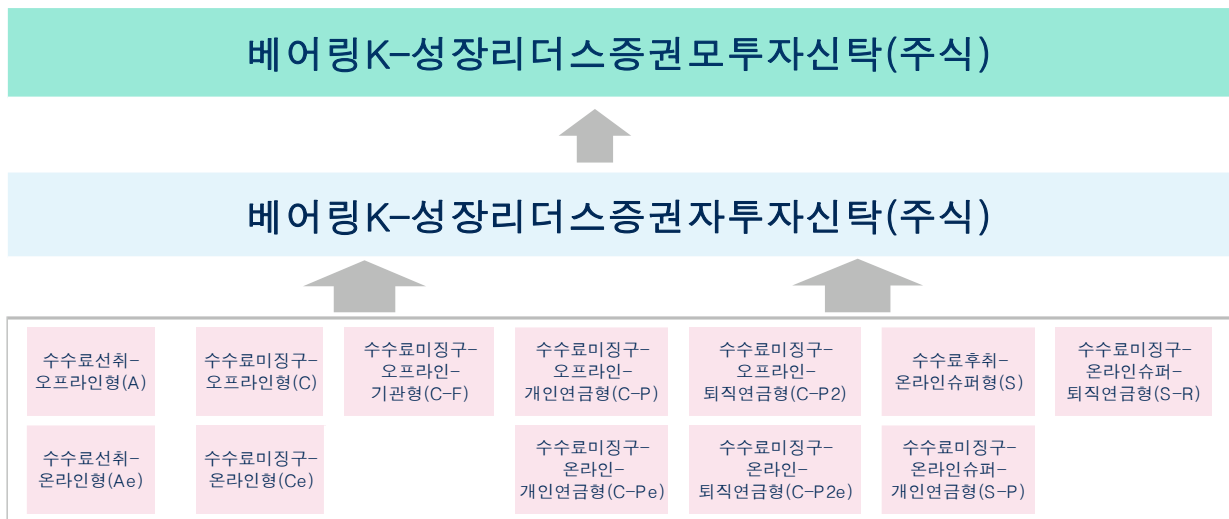 베어링K-성장리더스증권모투자신탁(주식)
베어링K-성장리더스증권자투자신탁(주식)
수수료선취-
오프라인형(A)
수수료미징구-
오프라인형(C)
수수료미징구-
오프라인-
기관형(C-F)
수수료미징구-
오프라인-
개인연금형(C-P)
수수료미징구-
오프라인-
퇴직연금형(C-P2)
수수료후취-
온라인슈퍼형(S)
수수료미징구-
온라인슈퍼-
퇴직연금형(S-R)
수수료선취-
온라인형(Ae)
수수료미징구-
온라인형(Ce)
수수료미징구-
온라인-
개인연금형(C-Pe)
수수료미징구-
온라인-
퇴직연금형(C-P2e)
수수료미징구-
온라인슈퍼-
개인연금형(S-P)